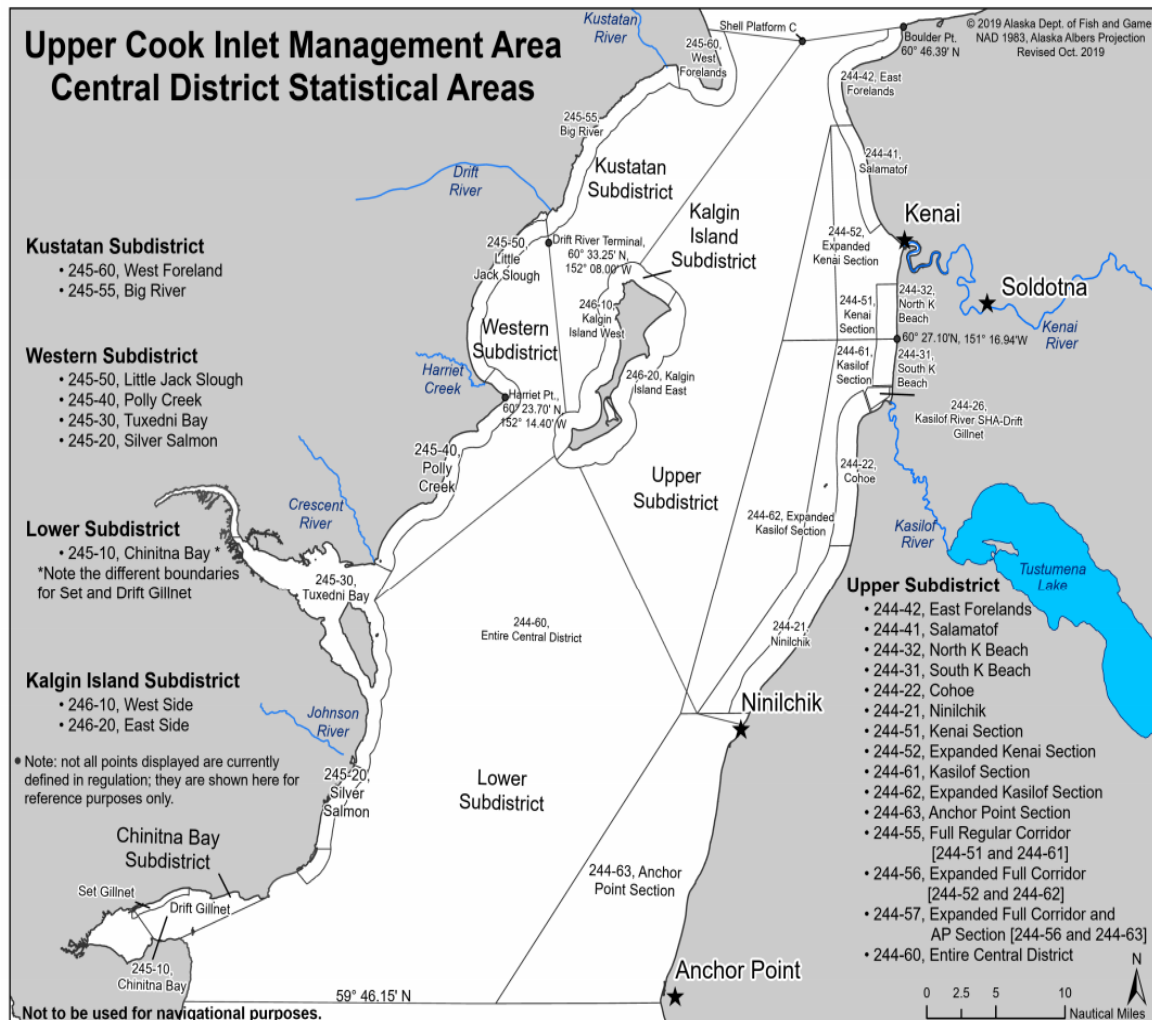 Upper Cook Inlet Management Area
Central District Statistical Areas
© 2019 Alaska Dept. of Fish and Game
NAD 1983, Alaska Albers Projection
Revised Oct. 2019
Kustatan
River
Shell Platform C
Boulder Pt.
60° 46.39' N
245-60,
West
Forelands
244-42, East
Forelands
245-55,
Big River
Kustatan
Subdistrict
244-41,
Salamatof
Drift
River
Kalgin
Island
Subdistrict
Kenai
245-50,
Little
Jack Slough
Drift River Terminal,
60° 33.25' N,
152° 08.00' W
244-52,
Expanded
Kenai Section
Soldotna
Kenai
River
244-32,
North K
Beach
246-10,
Kalgin
Island West
244-51,
Kenai
Section
Western
Subdistrict
60° 27.10'N, 151° 16.94'W
244-61,
Kasilof
Section
244-31,
South K
Beach
Harriet
Creek
246-20, Kalgin
Island East
Harriet Pt.,
60° 23.70' N,
152° 14.40' W
244-26,
Kasilof River SHA-Drift
Gillnet
245-40,
Polly
Creek
Upper
Subdistrict
244-22,
Cohoe
Crescent
River
244-62, Expanded
Kasilof Section
Kasilof
River
Tustumena
Lake
245-30,
Tuxedni Bay
244-60,
Entire Central District
244-21,
Ninilchik
Ninilchik
Johnson
River
245-20,
Silver
Salmon
Lower
Subdistrict
Chinitna Bay
Subdistrict
Set Gillnet
Drift Gillnet
245-10,
Chinitna Bay
244-63, Anchor
Point Section
Anchor Point
59° 46.15' N
Kustatan Subdistrict
• 245-60, West Foreland
• 245-55, Big River
Western Subdistrict
• 245-50, Little Jack Slough
• 245-40, Polly Creek
• 245-30, Tuxedni Bay
• 245-20, Silver Salmon
Lower Subdistrict
• 245-10, Chinitna Bay *
*Note the different boundaries
for Set and Drift Gillnet
Kalgin Island Subdistrict
• 246-10, West Side
• 246-20, East Side
• Note: not all points displayed are currently
defined in regulation; they are shown here for
reference purposes only.
Upper Subdistrict
• 244-42, East Forelands
• 244-41, Salamatof
• 244-32, North K Beach
• 244-31, South K Beach
• 244-22, Cohoe
• 244-21, Ninilchik
• 244-51, Kenai Section
• 244-52, Expanded Kenai Section
• 244-61, Kasilof Section
• 244-62, Expanded Kasilof Section
• 244-63, Anchor Point Section
• 244-55, Full Regular Corridor
[244-51 and 244-61]
• 244-56, Expanded Full Corridor
[244-52 and 244-62]
• 244-57, Expanded Full Corridor and
AP Section [244-56 and 244-63]
• 244-60, Entire Central District
N
0 2.5 5 10
Nautical Miles
Not to be used for navigational purposes.